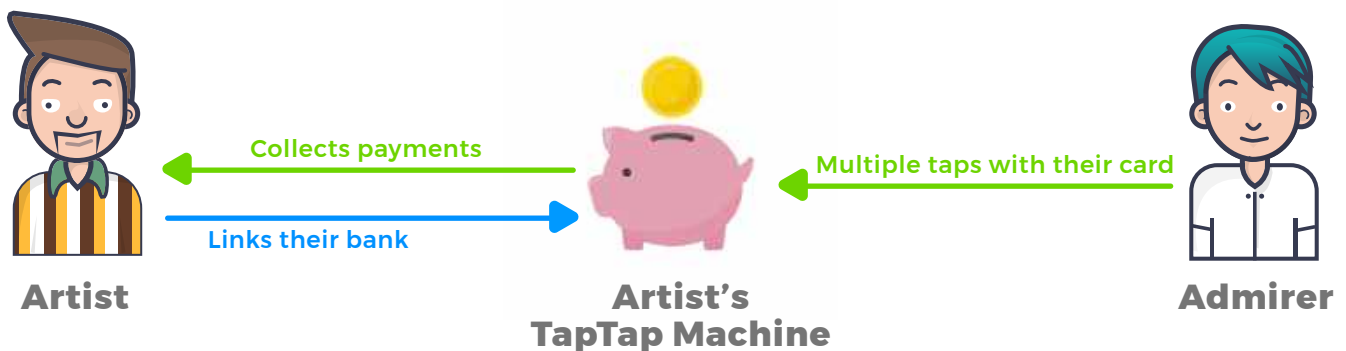 Collects payments
Multiple taps with their card
Links their bank
Artist
Artist’s
TapTap Machine
Admirer